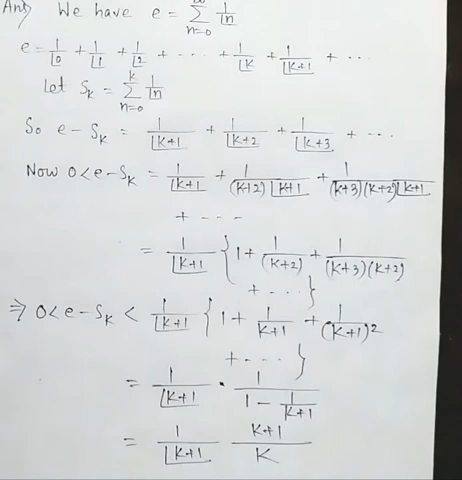 Ans) We have e = ∞∑n=0 1/⌊n
e = 1/⌊0 + 1/⌊1 + 1/⌊2 + ... + 1/⌊K + 1/⌊K+1 + ...
Let S_K = K∑n=0 1/⌊n
So e - S_K = 1/⌊K+1 + 1/⌊K+2 + 1/⌊K+3 + ...
Now 0 < e - S_K = 1/⌊K+1 + 1/((K+2)⌊K+1) + 1/((K+3)(K+2)⌊K+1)
+ ...
= 1/⌊K+1 { 1 + 1/(K+2) + 1/((K+3)(K+2))
+ ... }
⇒ 0 < e - S_K < 1/⌊K+1 { 1 + 1/(K+1) + 1/(K+1)²
+ ... }
= 1/⌊K+1 · 1/(1 - 1/(K+1))
= 1/⌊K+1 (K+1)/K